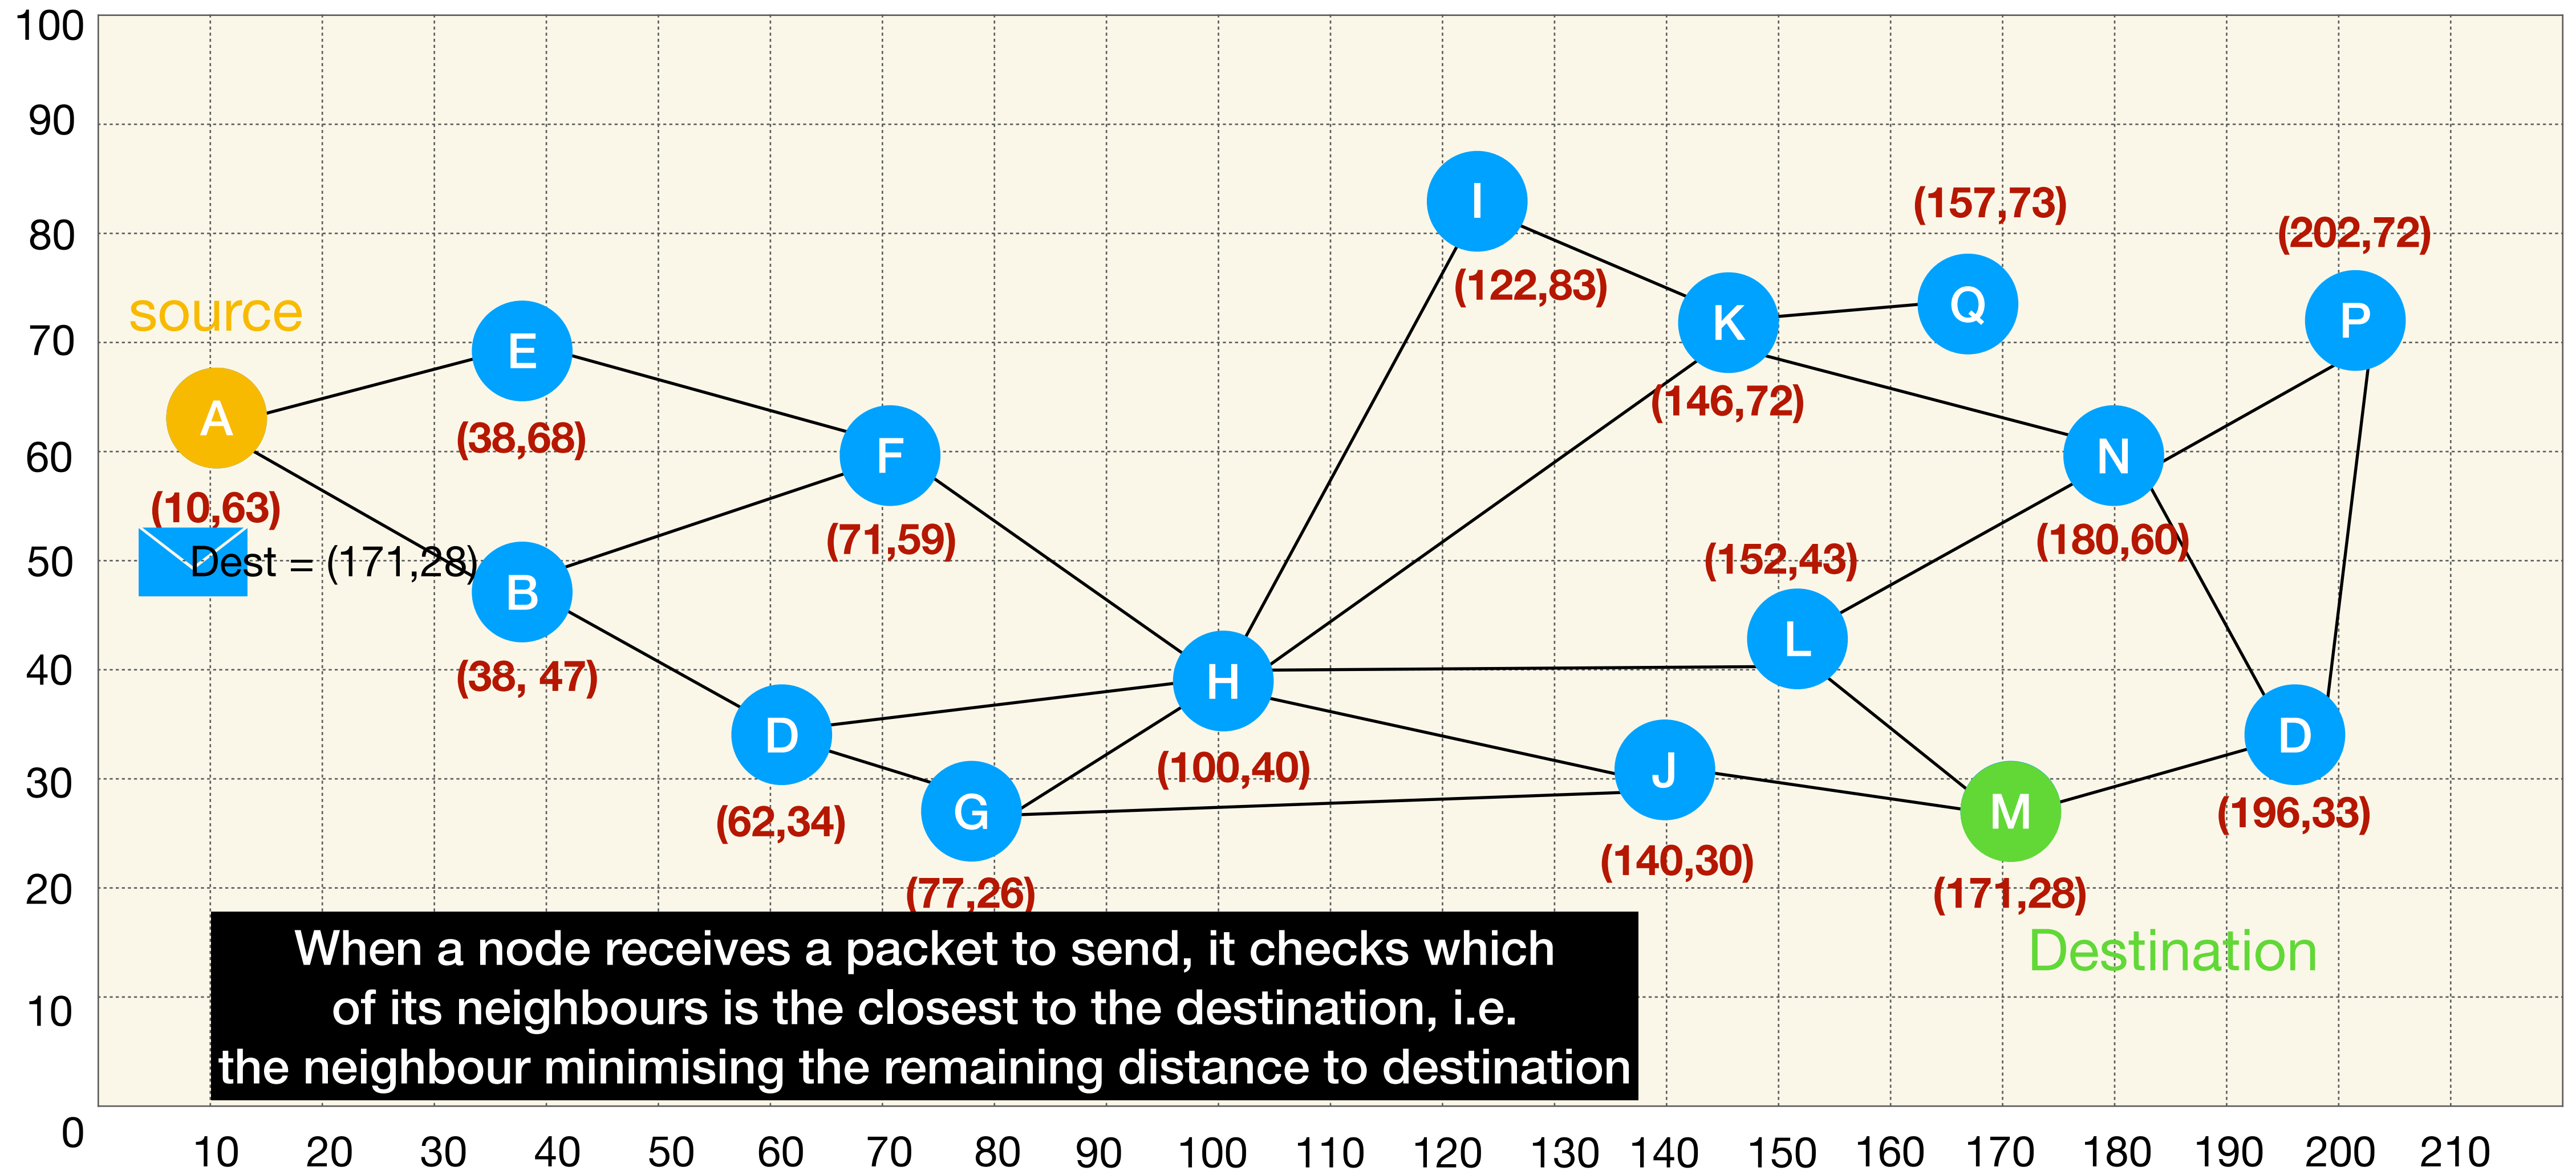 100
90
80
70
60
50
40
30
20
10
0
10 20 30 40 50 60 70 80 90 100 110 120 130 140 150 160 170 180 190 200 210
source
A
(10,63)
Dest = (171,28)
E
(38,68)
B
(38, 47)
F
(71,59)
D
(62,34)
G
(77,26)
H
(100,40)
I
(122,83)
K
(146,72)
Q
(157,73)
P
(202,72)
N
(180,60)
L
(152,43)
J
(140,30)
M
(171,28)
Destination
D
(196,33)
When a node receives a packet to send, it checks which
of its neighbours is the closest to the destination, i.e.
the neighbour minimising the remaining distance to destination